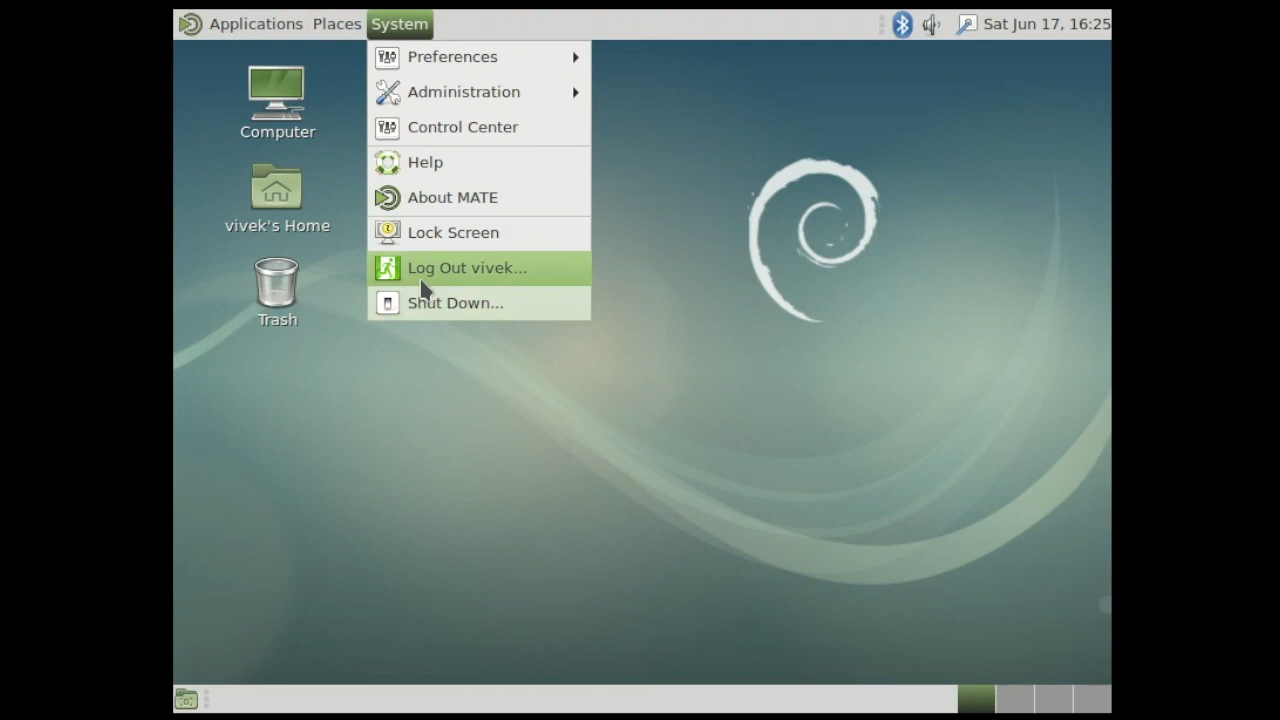 Applications Places System
Sat Jun 17, 16:25
Preferences
Administration
Control Center
Help
About MATE
Lock Screen
Log Out vivek...
Shut Down...
Computer
vivek's Home
Trash